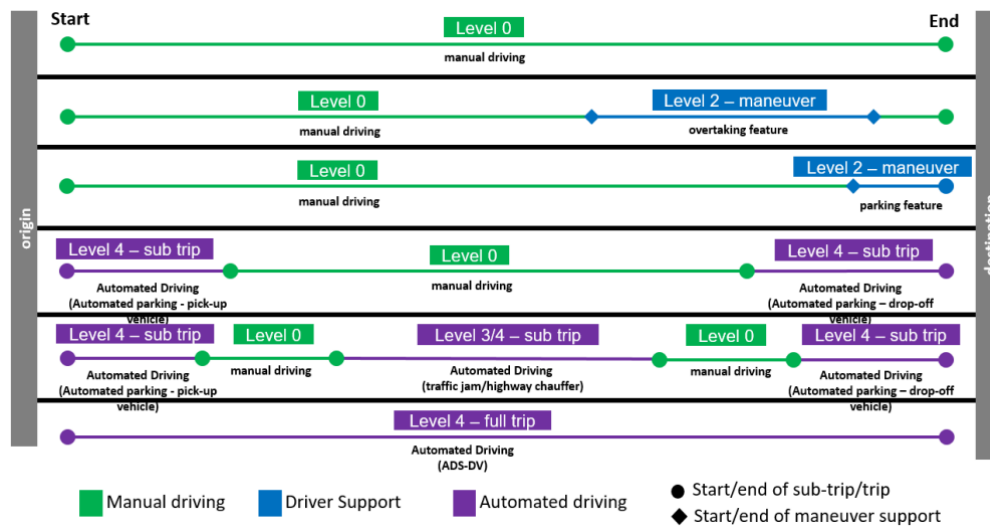 Start
End
Level 0
manual driving
Level 0
Level 2 – maneuver
manual driving
overtaking feature
Level 0
Level 2 – maneuver
manual driving
parking feature
origin
destination
Level 4 – sub trip
Level 0
Level 4 – sub trip
manual driving
Automated Driving
(Automated parking - pick-up
vehicle)
Automated Driving
(Automated parking – drop-off
vehicle)
Level 4 – sub trip
Level 0
Level 3/4 – sub trip
Level 0
Level 4 – sub trip
Automated Driving
(Automated parking - pick-up
vehicle)
manual driving
Automated Driving
(traffic jam/highway chauffer)
manual driving
Automated Driving
(Automated parking – drop-off
vehicle)
Level 4 – full trip
Automated Driving
(ADS-DV)
Manual driving
Driver Support
Automated driving
Start/end of sub-trip/trip
Start/end of maneuver support